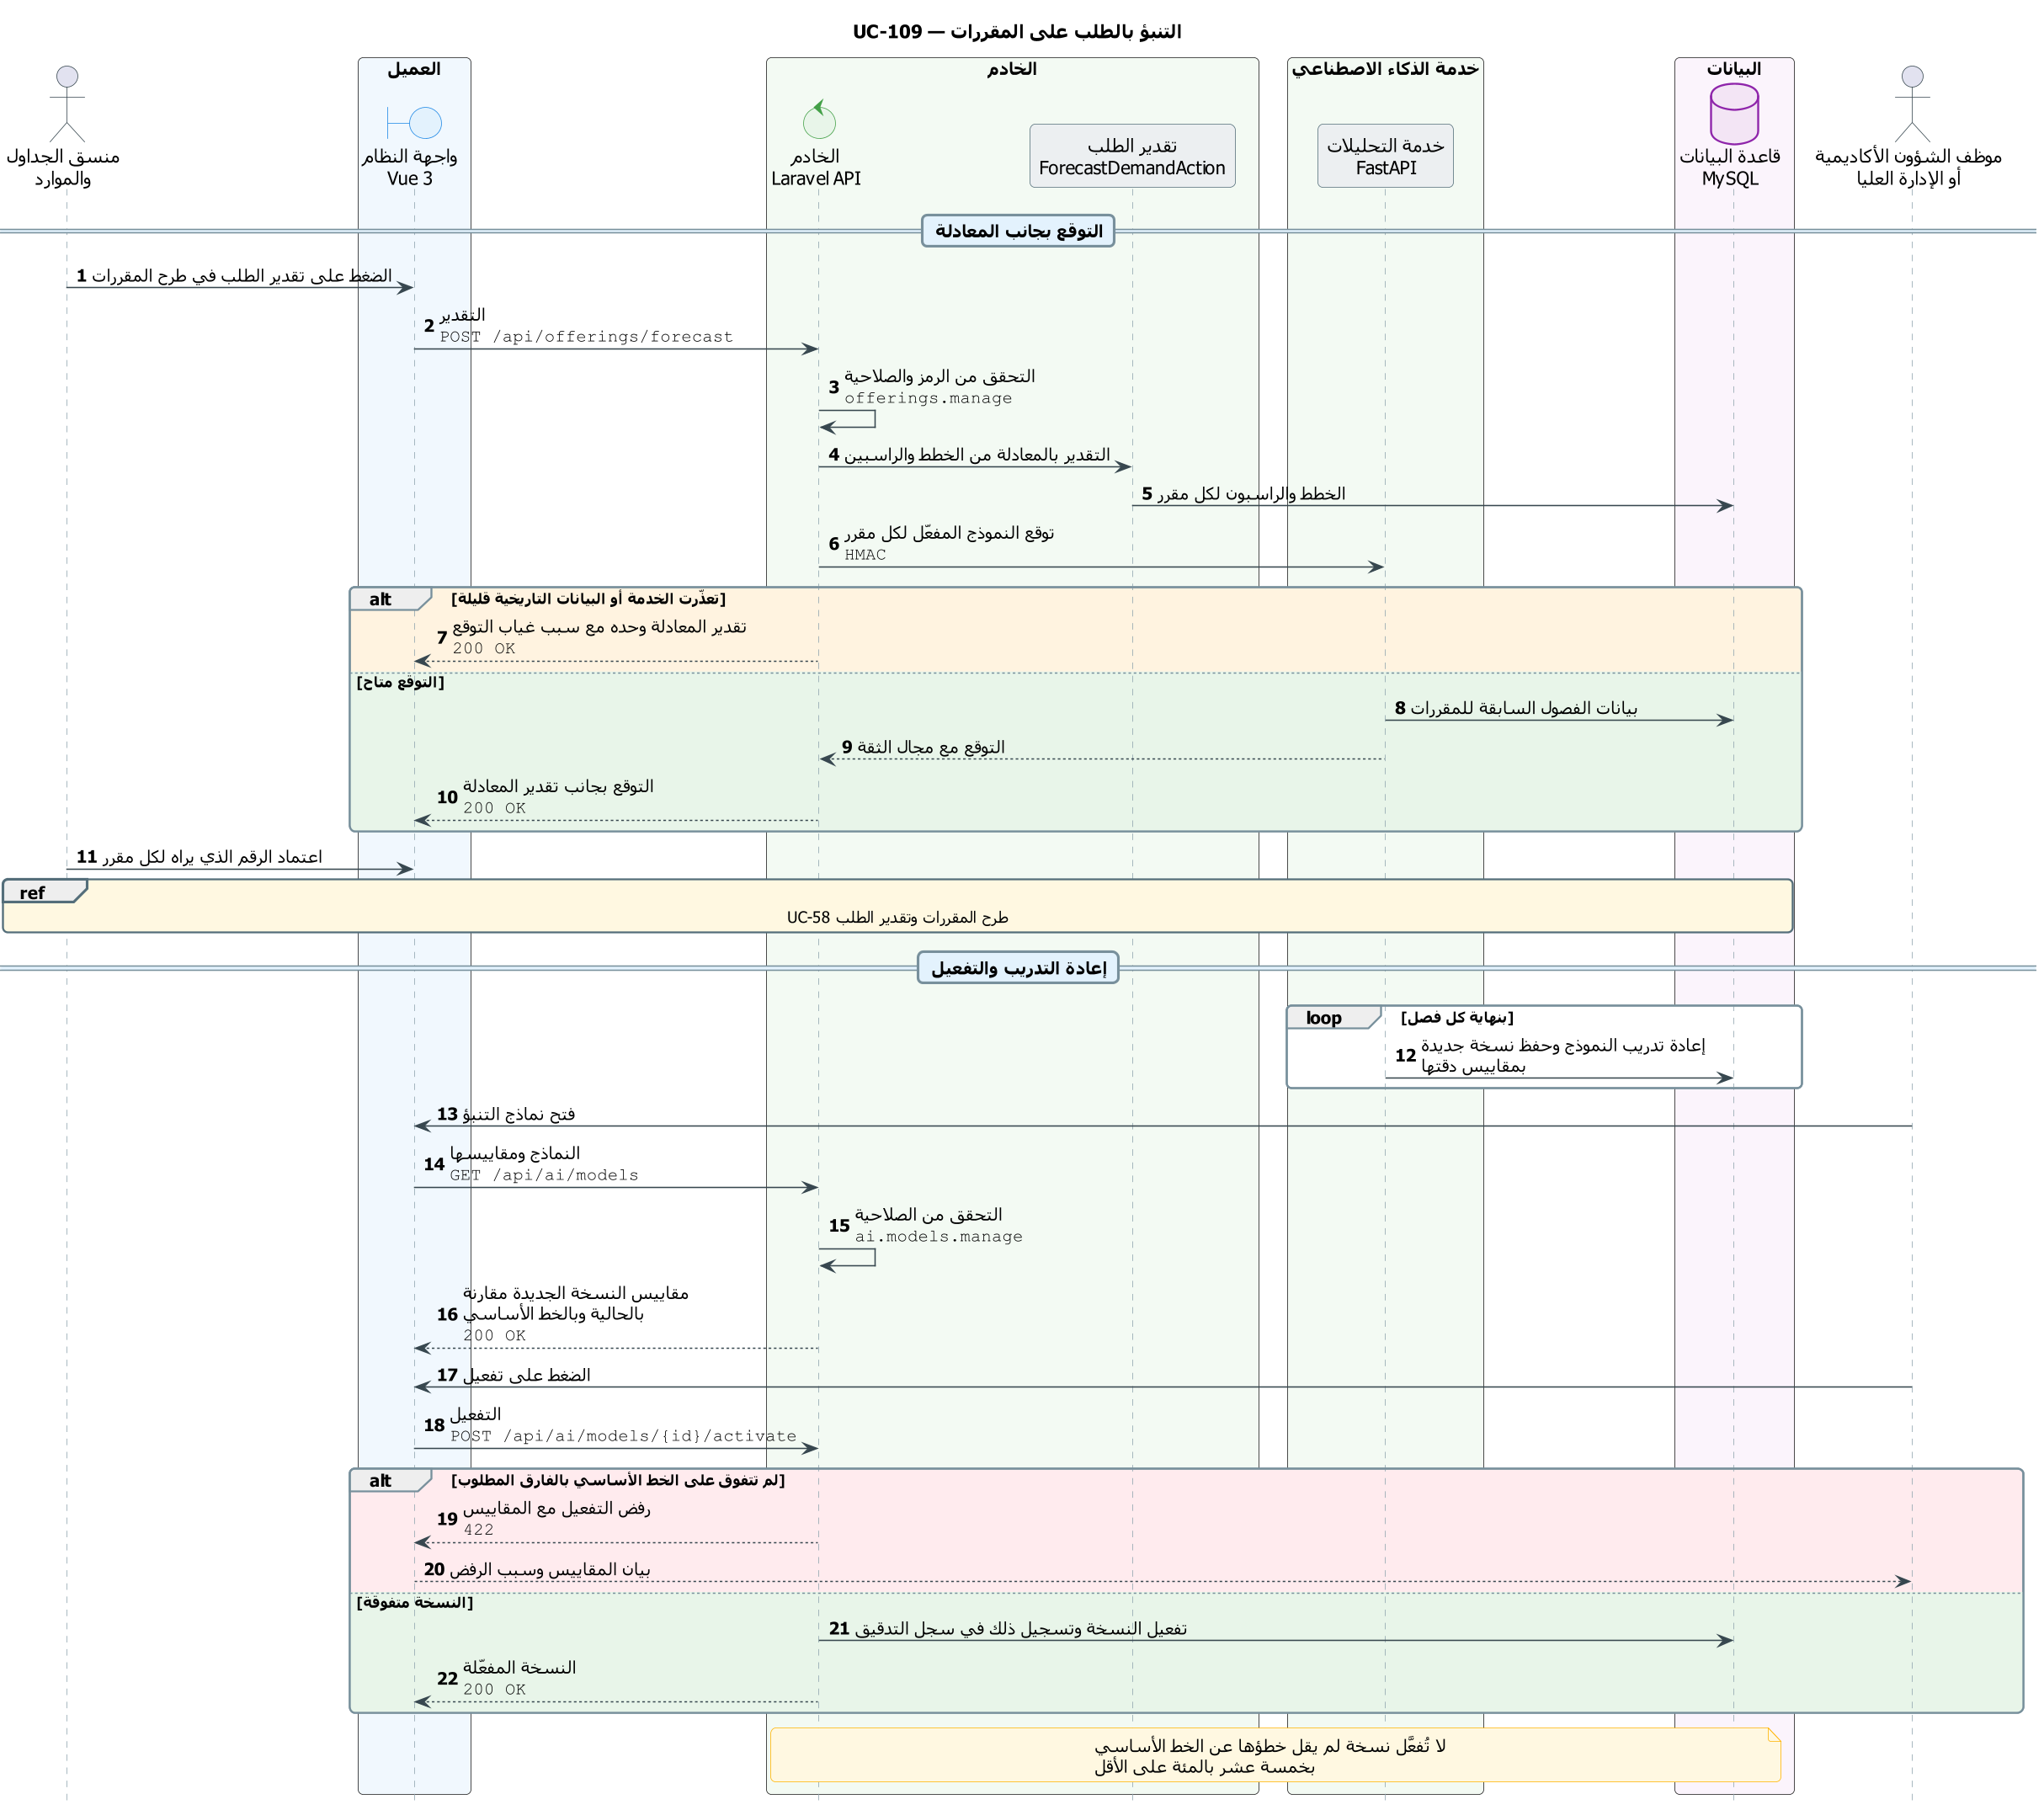 UC-109 — التنبؤ بالطلب على المقررات
العميل
الخادم
خدمة الذكاء الاصطناعي
البيانات
منسق الجداول
والموارد
واجهة النظام
Vue 3
الخادم
Laravel API
تقدير الطلب
ForecastDemandAction
خدمة التحليلات
FastAPI
قاعدة البيانات
MySQL
موظف الشؤون الأكاديمية
أو الإدارة العليا
التوقع بجانب المعادلة
1 الضغط على تقدير الطلب في طرح المقررات
2 التقدير
POST /api/offerings/forecast
3 التحقق من الرمز والصلاحية
offerings.manage
4 التقدير بالمعادلة من الخطط والراسبين
5 الخطط والراسبون لكل مقرر
6 توقع النموذج المفعّل لكل مقرر
HMAC
alt [تعذّرت الخدمة أو البيانات التاريخية قليلة]
7 تقدير المعادلة وحده مع سبب غياب التوقع
200 OK
[التوقع متاح]
8 بيانات الفصول السابقة للمقررات
9 التوقع مع مجال الثقة
10 التوقع بجانب تقدير المعادلة
200 OK
11 اعتماد الرقم الذي يراه لكل مقرر
ref
UC-58 طرح المقررات وتقدير الطلب
إعادة التدريب والتفعيل
loop [بنهاية كل فصل]
12 إعادة تدريب النموذج وحفظ نسخة جديدة
بمقاييس دقتها
13 فتح نماذج التنبؤ
14 النماذج ومقاييسها
GET /api/ai/models
15 التحقق من الصلاحية
ai.models.manage
16 مقاييس النسخة الجديدة مقارنة
بالحالية وبالخط الأساسي
200 OK
17 الضغط على تفعيل
18 التفعيل
POST /api/ai/models/{id}/activate
alt [لم تتفوق على الخط الأساسي بالفارق المطلوب]
19 رفض التفعيل مع المقاييس
422
20 بيان المقاييس وسبب الرفض
[النسخة متفوقة]
21 تفعيل النسخة وتسجيل ذلك في سجل التدقيق
22 النسخة المفعّلة
200 OK
لا تُفعَّل نسخة لم يقل خطؤها عن الخط الأساسي
بخمسة عشر بالمئة على الأقل